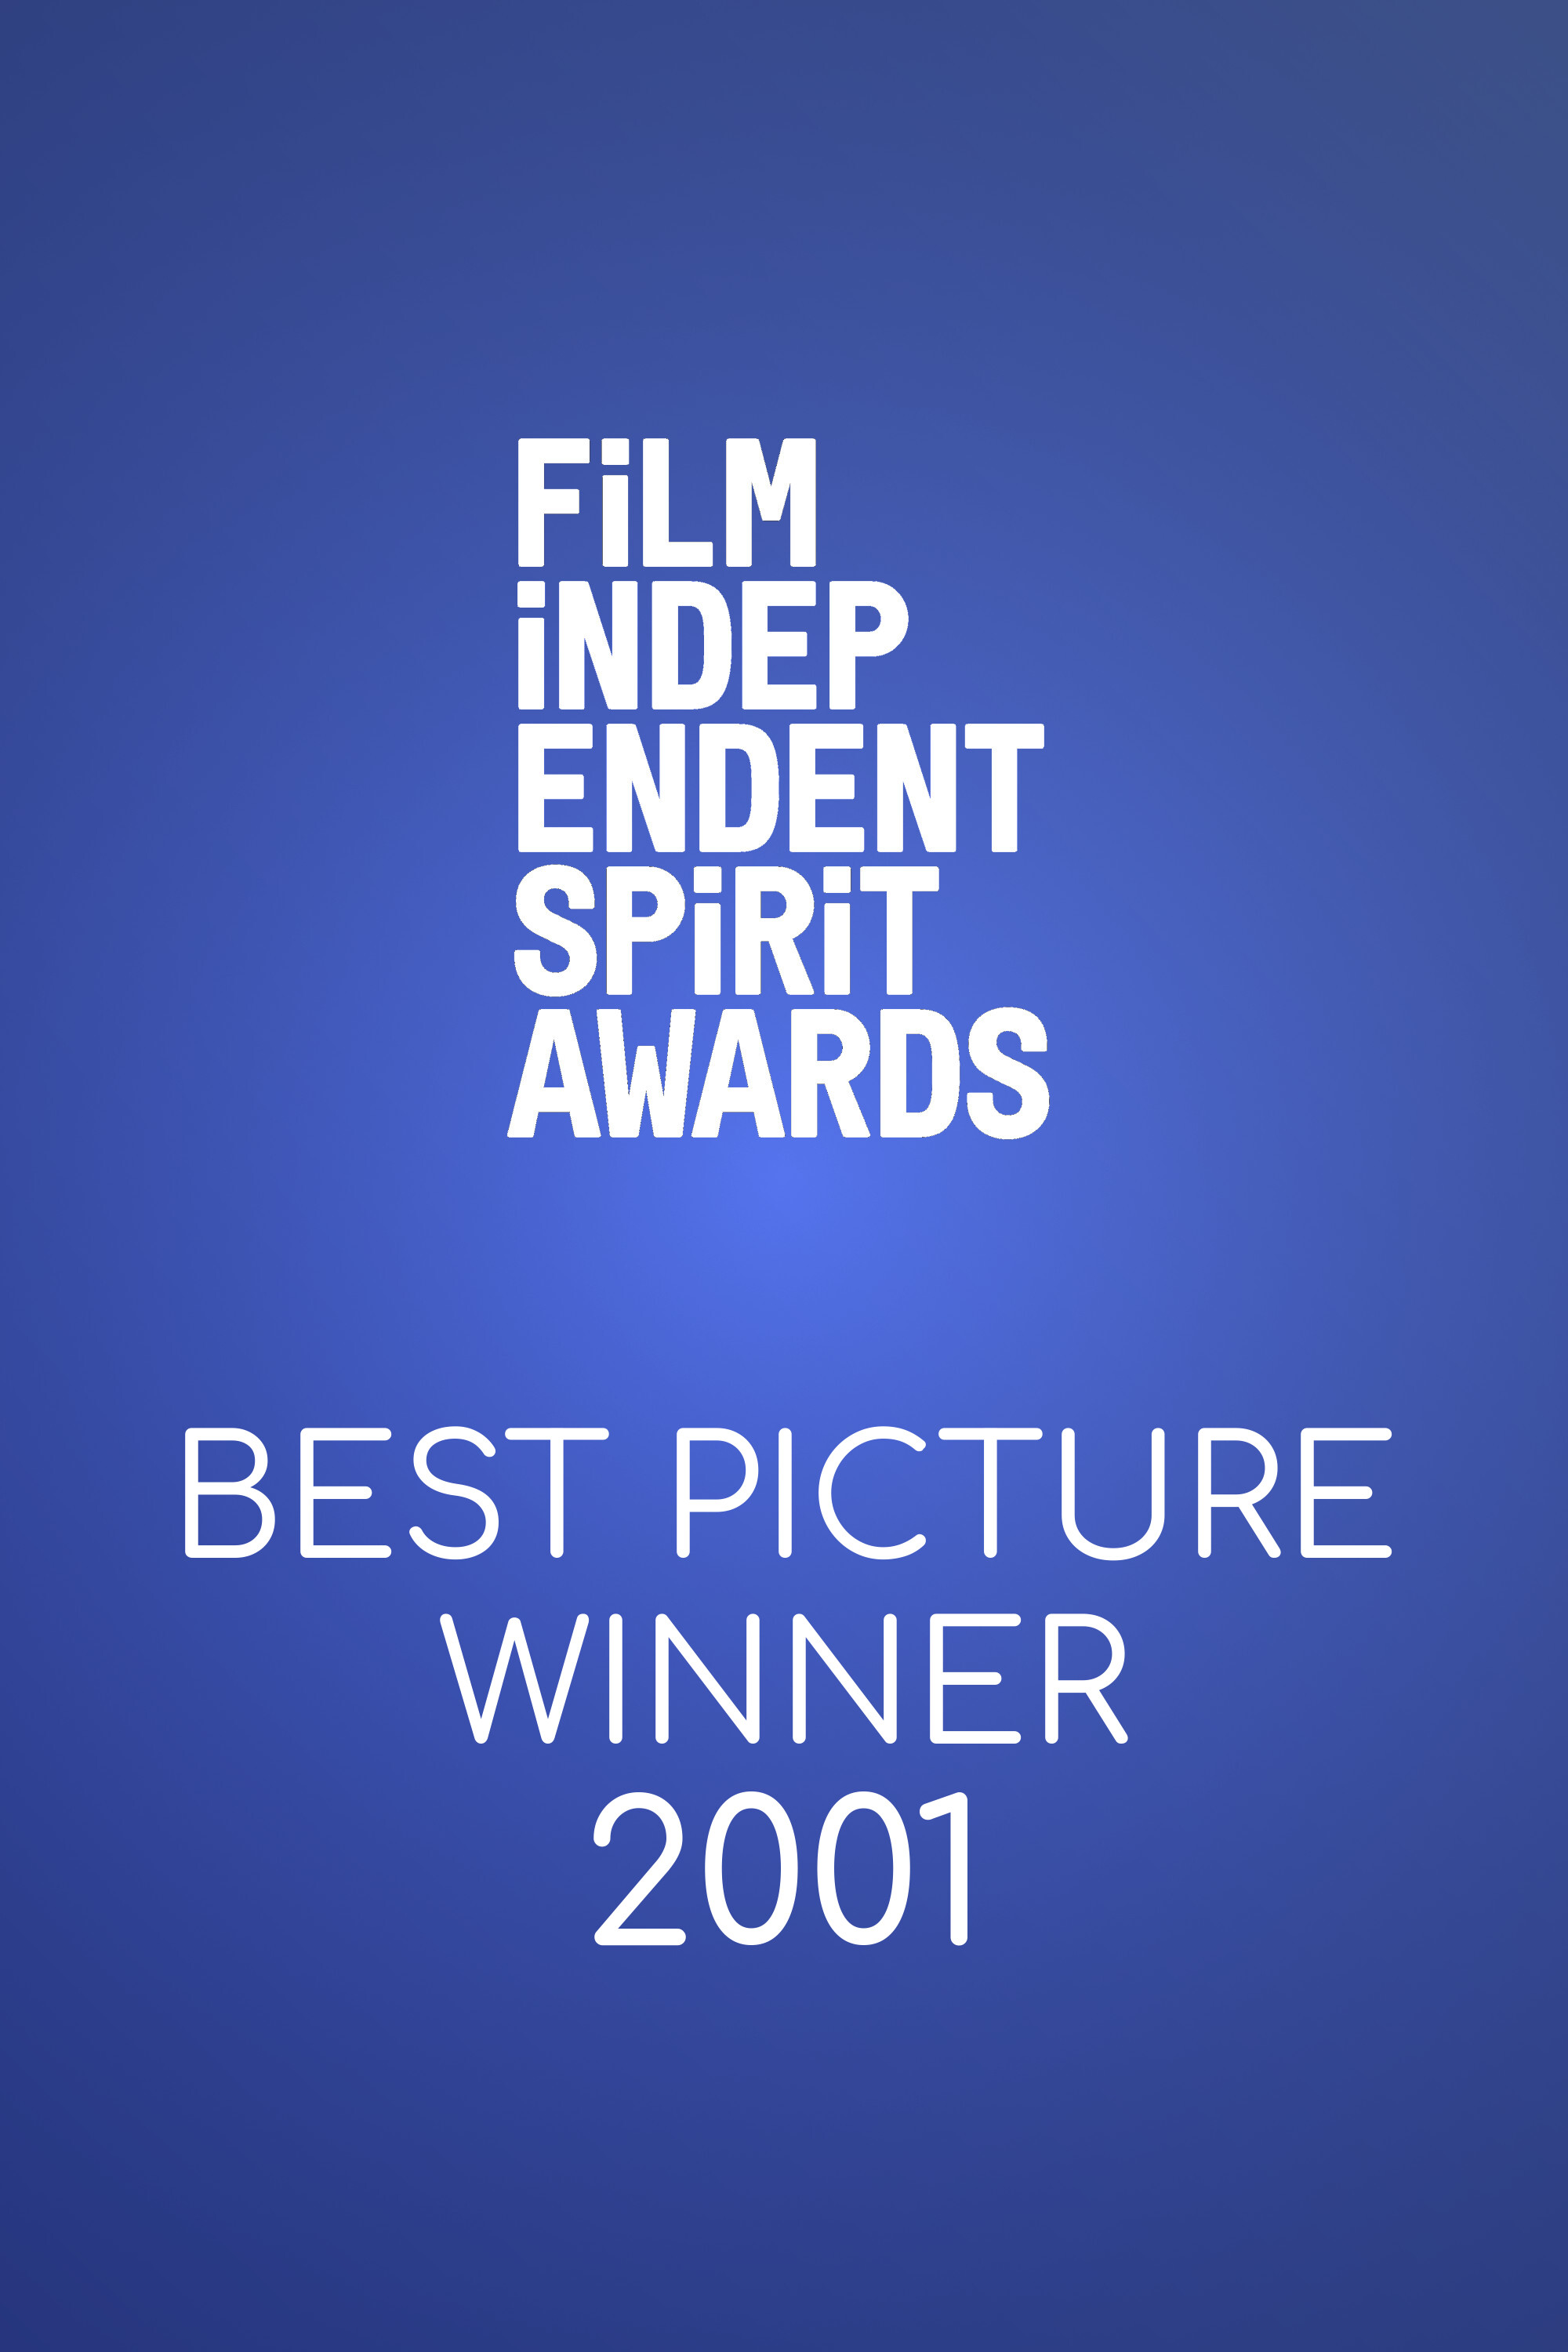 FiLM
iNDEP
ENDENT
SPiRiT
AWARDS
BEST PICTURE
WINNER
2001